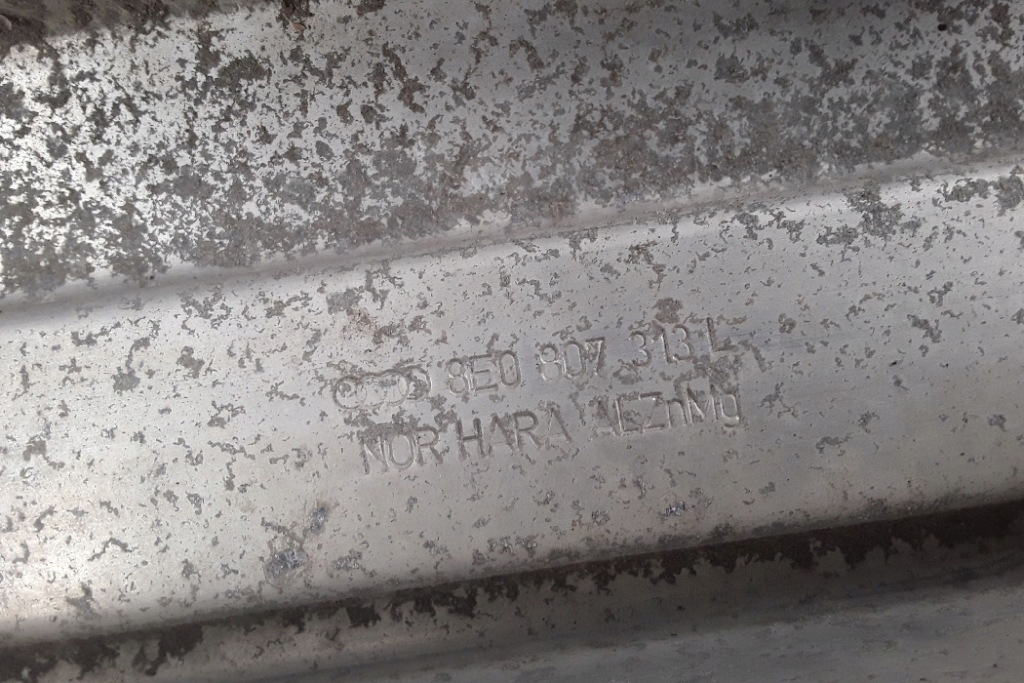 8E0 807 313 L
NOR HARA ALZnMg